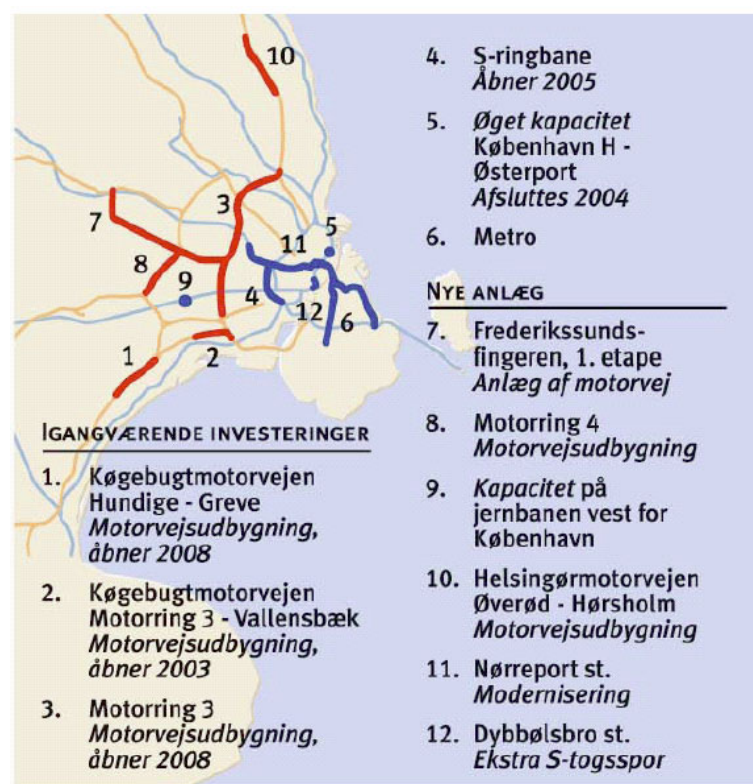 10
3
7
11
5
8
9
4
12
6
2
1
IGANGVÆRENDE INVESTERINGER
1. Køgebugtmotorvejen
Hundige - Greve
Motorvejsudbygning,
åbner 2008
2. Køgebugtmotorvejen
Motorring 3 - Vallensbæk
Motorvejsudbygning,
åbner 2003
3. Motorring 3
Motorvejsudbygning,
åbner 2008
4. S-ringbane
Åbner 2005
5. Øget kapacitet
København H -
Østerport
Afsluttes 2004
6. Metro
NYE ANLÆG
7. Frederikssunds-
fingeren, 1. etape
Anlæg af motorvej
8. Motorring 4
Motorvejsudbygning
9. Kapacitet på
jernbanen vest for
København
10. Helsingørmotorvejen
Øverød - Hørsholm
Motorvejsudbygning
11. Nørreport st.
Modernisering
12. Dybbølsbro st.
Ekstra S-togsspor